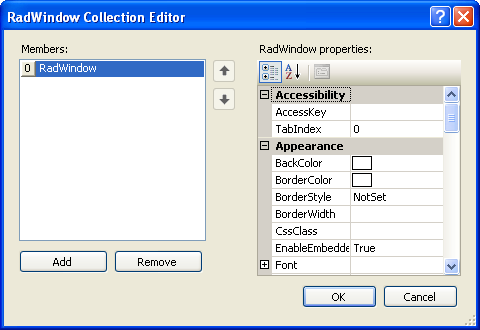 RadWindow Collection Editor
Members:
0 RadWindow
Add
Remove
RadWindow properties:
Accessibility
AccessKey
TabIndex 0
Appearance
BackColor
BorderColor
BorderStyle NotSet
BorderWidth
CssClass
EnableEmbedde True
Font
OK
Cancel